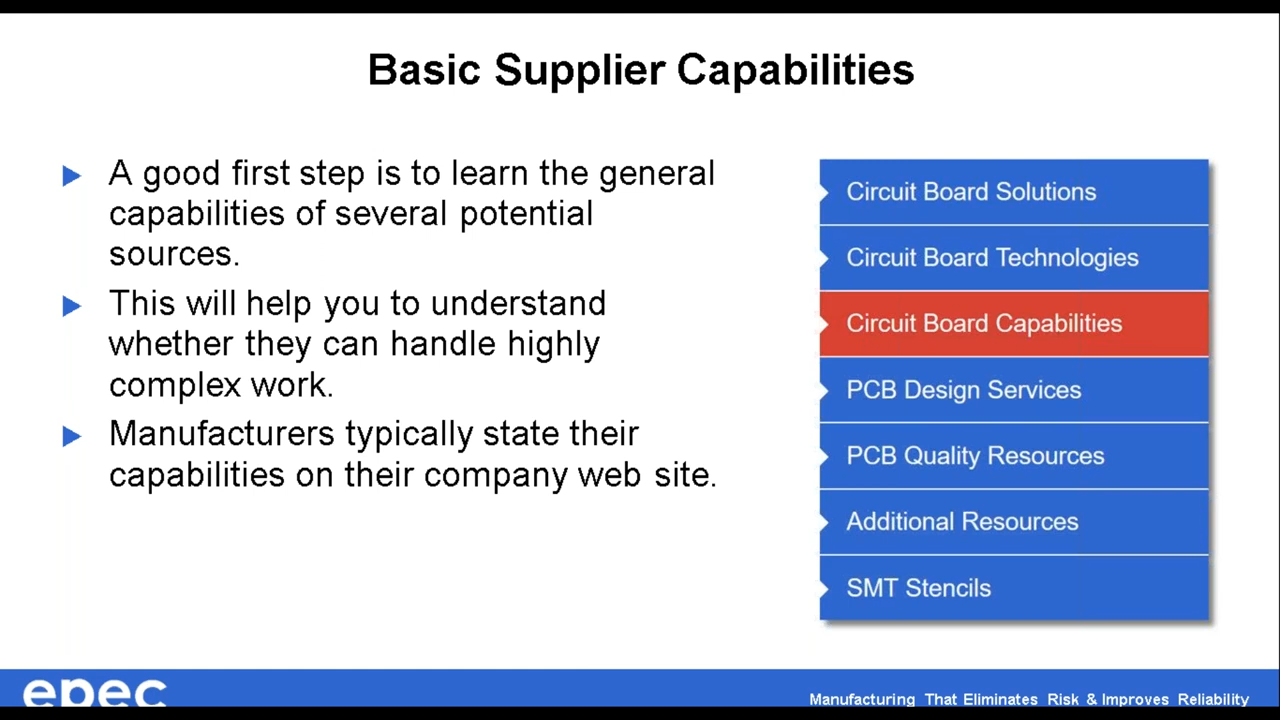 Basic Supplier Capabilities
A good first step is to learn the general
capabilities of several potential
sources.
This will help you to understand
whether they can handle highly
complex work.
Manufacturers typically state their
capabilities on their company web site.
Circuit Board Solutions
Circuit Board Technologies
Circuit Board Capabilities
PCB Design Services
PCB Quality Resources
Additional Resources
SMT Stencils
epec
Manufacturing That Eliminates Risk & Improves Reliability